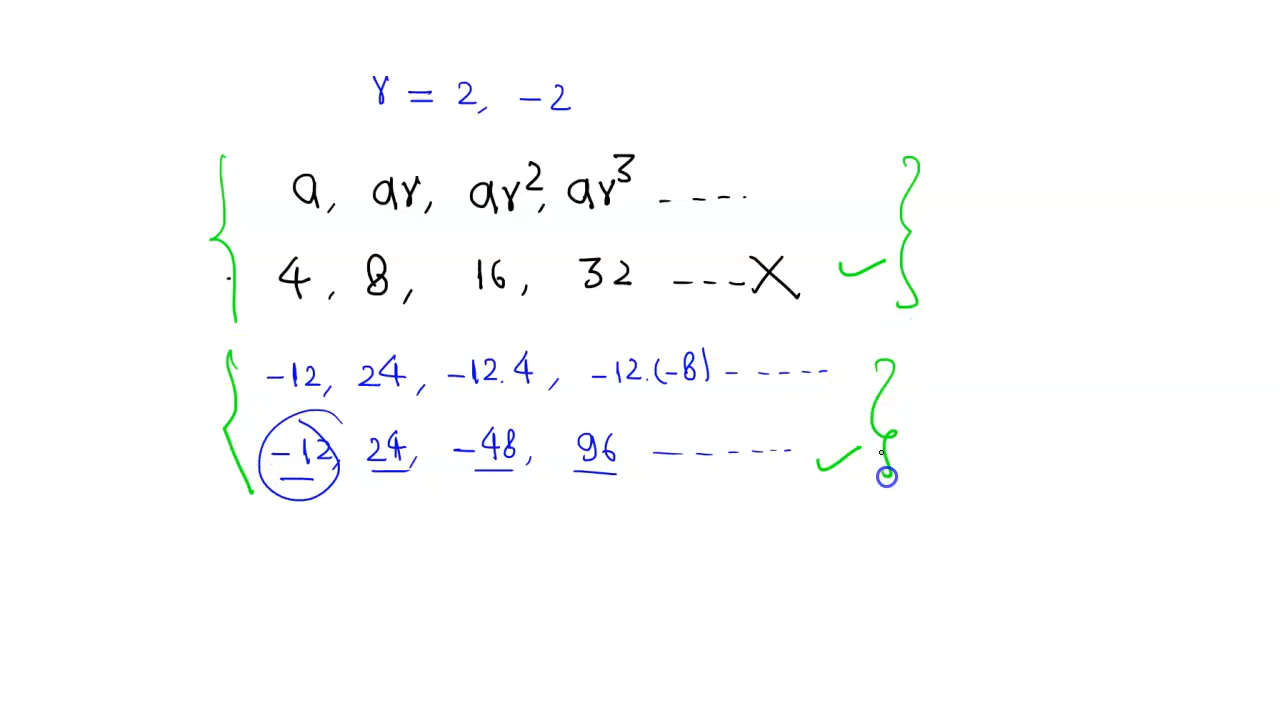 r = 2, -2
a, ar, ar², ar³ -----
4, 8, 16, 32 ---X
-12, 24, -12.4, -12.(-8) ------
-12, 24, -48, 96 ------